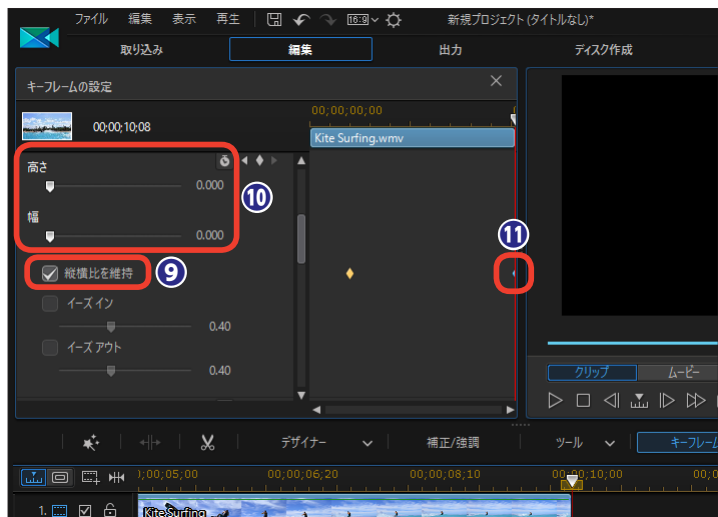 ファイル 編集 表示 再生 16:9 新規プロジェクト (タイトルなし)*
取り込み 編集 出力 ディスク作成
キーフレームの設定
00;00;10;08
00;00;00;00
Kite Surfing.wmv
高さ
0.000
⑩
幅
0.000
⑪
縦横比を維持 ⑨
イーズ イン
0.40
イーズ アウト
0.40
クリップ ムービー
デザイナー 補正/強調 ツール キーフレーム
;00;05;00 00;00;06;20 00;00;08;10 00;00;10;00 00;0
1. Kite Surfing